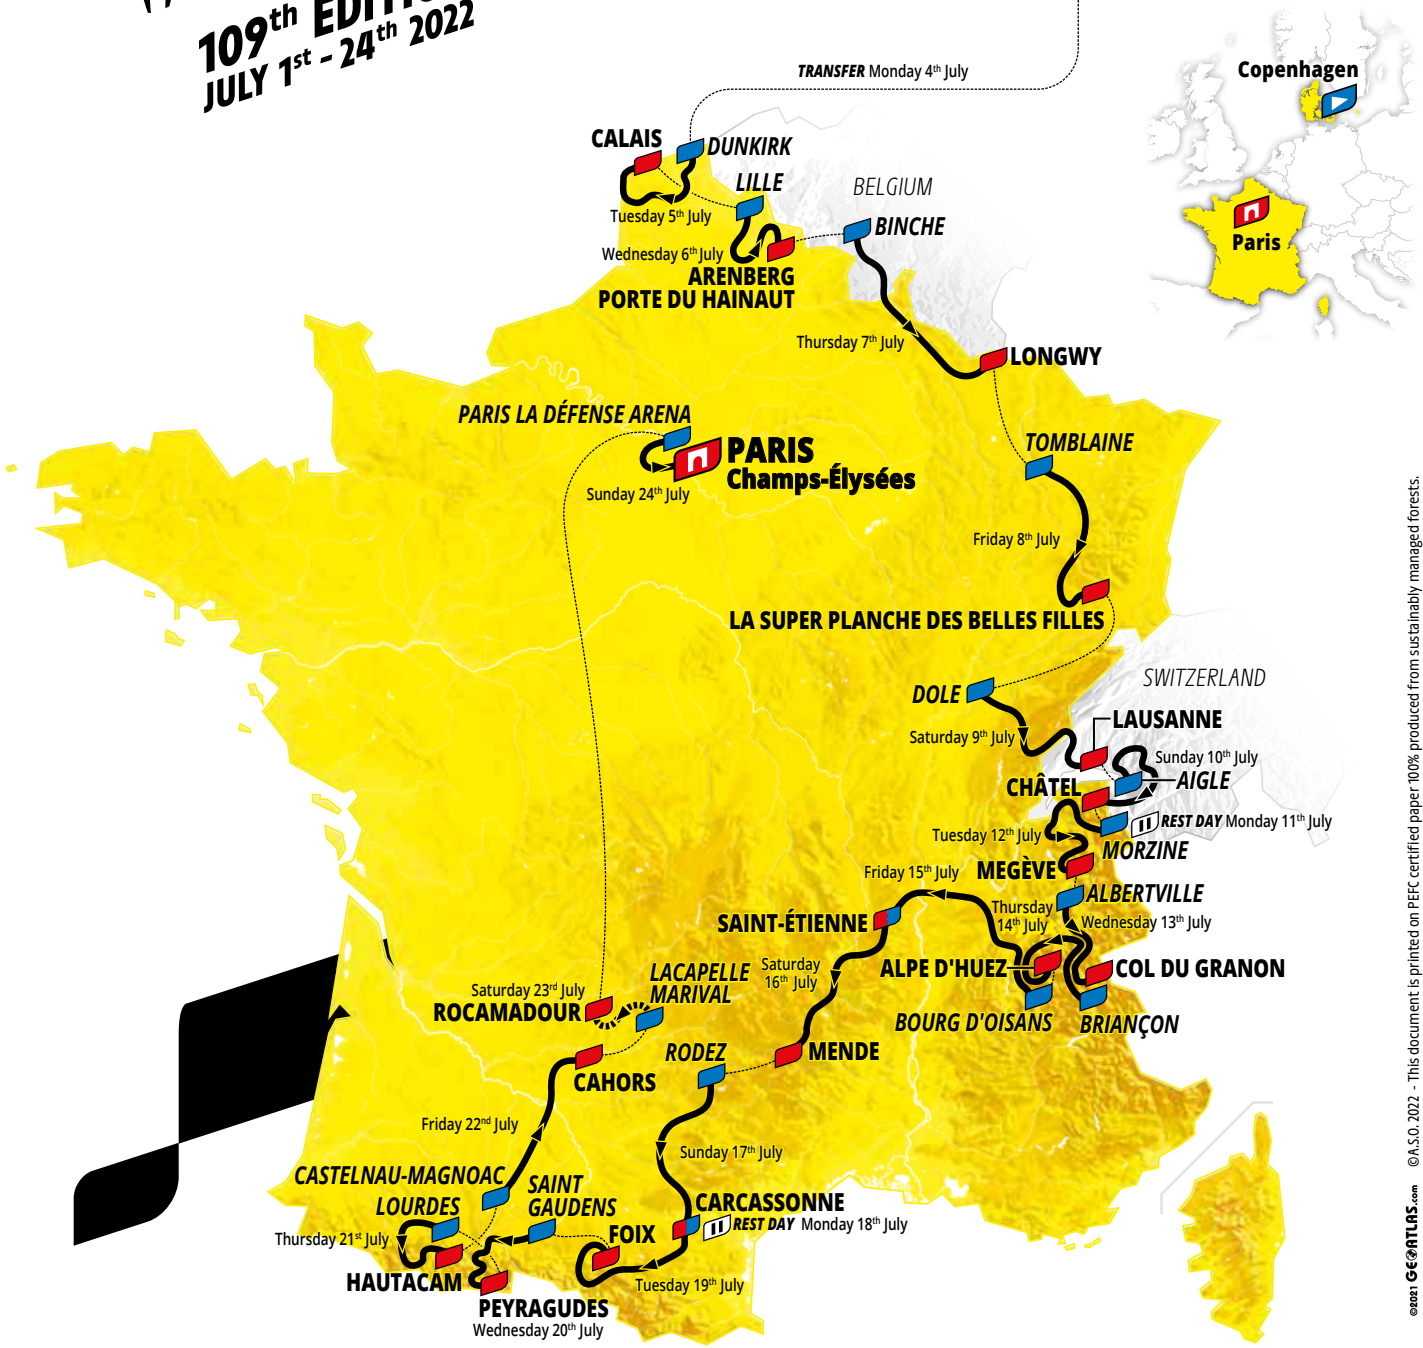 109th EDITIO
JULY 1st - 24th 2022
TRANSFER Monday 4th July
Copenhagen
Paris
CALAIS
DUNKIRK
LILLE
BELGIUM
Tuesday 5th July
BINCHE
Wednesday 6th July
ARENBERG
PORTE DU HAINAUT
Thursday 7th July
LONGWY
PARIS LA DÉFENSE ARENA
PARIS
Champs-Élysées
Sunday 24th July
TOMBLAINE
Friday 8th July
LA SUPER PLANCHE DES BELLES FILLES
SWITZERLAND
DOLE
LAUSANNE
Saturday 9th July
Sunday 10th July
CHÂTEL
AIGLE
REST DAY Monday 11th July
Tuesday 12th July
MORZINE
MEGÈVE
Friday 15th July
ALBERTVILLE
Thursday
14th July
Wednesday 13th July
SAINT-ÉTIENNE
ALPE D'HUEZ
COL DU GRANON
Saturday
16th July
LACAPELLE
MARIVAL
Saturday 23rd July
ROCAMADOUR
BOURG D'OISANS
BRIANÇON
RODEZ
MENDE
CAHORS
Friday 22nd July
Sunday 17th July
CASTELNAU-MAGNOAC
SAINT
GAUDENS
LOURDES
CARCASSONNE
REST DAY Monday 18th July
FOIX
Thursday 21st July
HAUTACAM
Tuesday 19th July
PEYRAGUDES
Wednesday 20th July
©A.S.O. 2022 - This document is printed on PEFC certified paper 100% produced from sustainably managed forests.
©2021 GEOATLAS.com